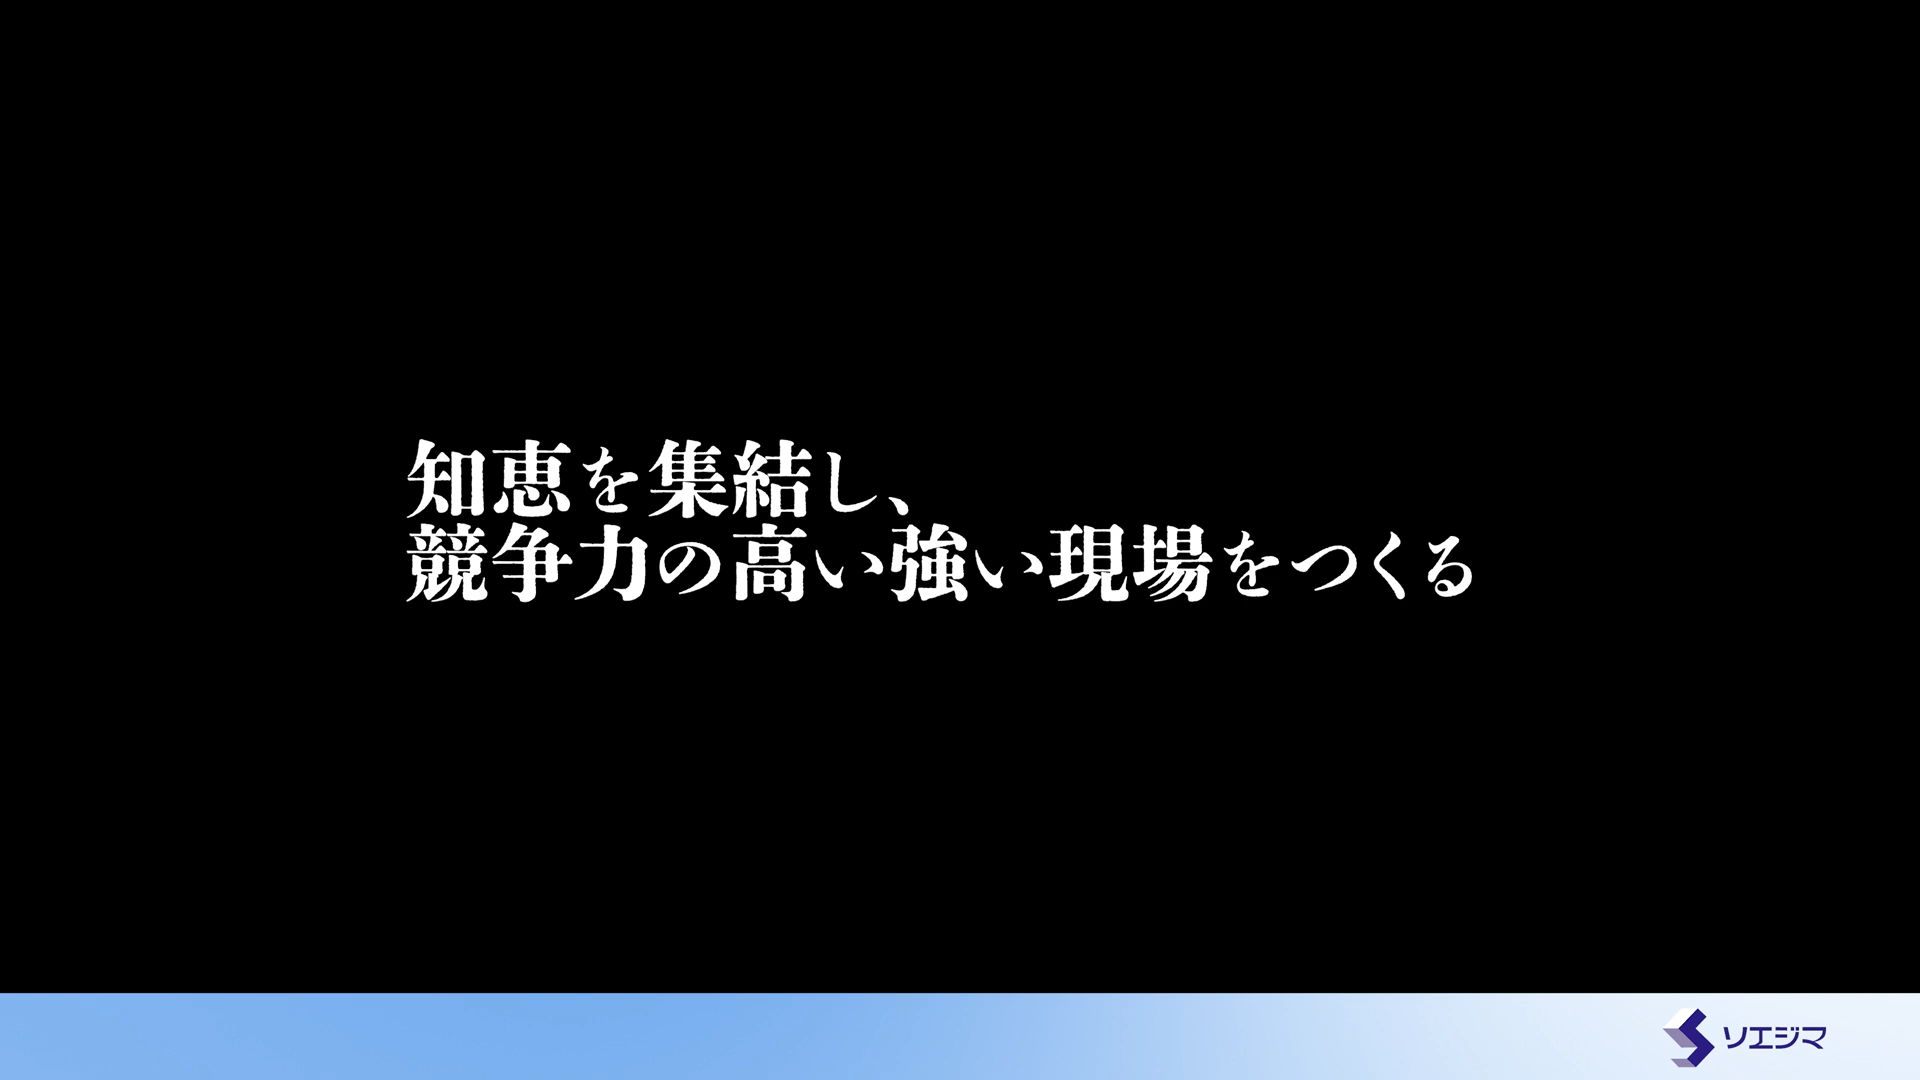 知恵を集結し、
競争力の高い強い現場をつくる
ソエジマ